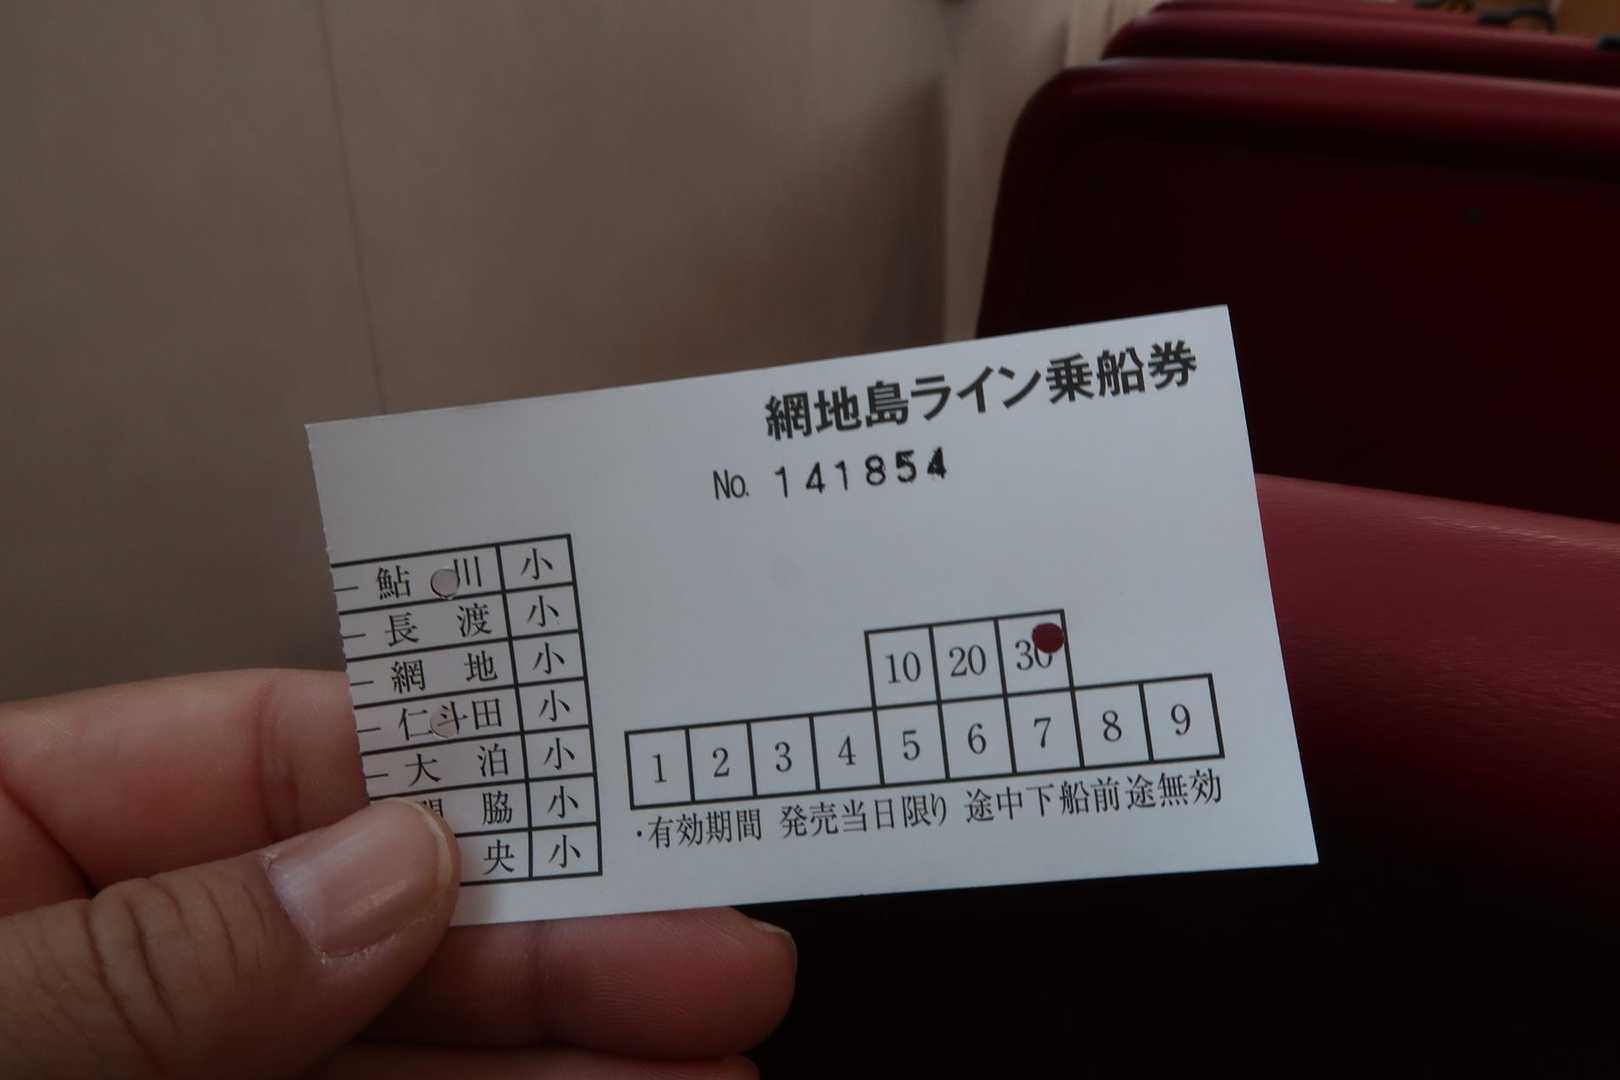 網地島ライン乗船券
No. 141854
鮎川 小
長渡 小
網地 小
仁斗田 小
大泊 小
脇 小
央 小
10 20 30
1 2 3 4 5 6 7 8 9
・有効期間 発売当日限り 途中下船前途無効